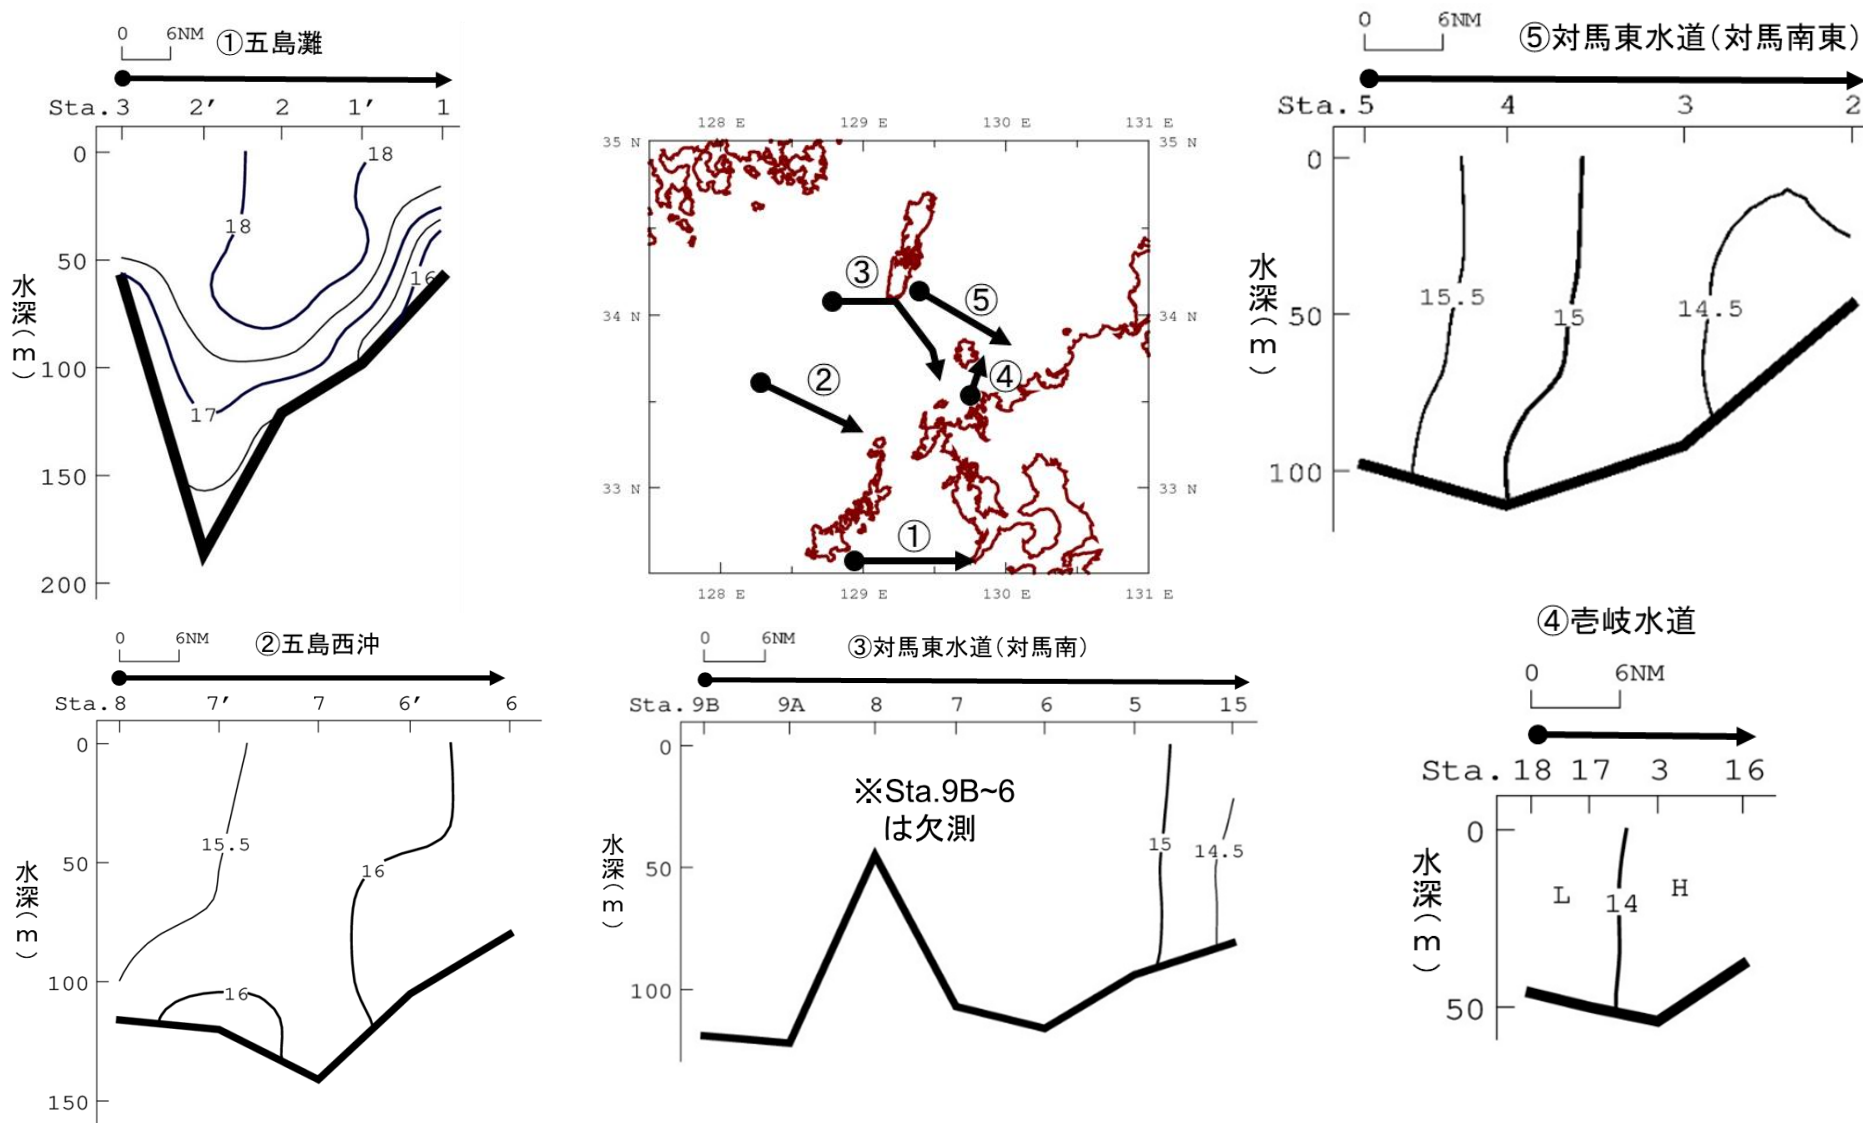 0 6NM ①五島灘
Sta.3 2′ 2 1′ 1
0
50
100
150
200
水深(m)
18
18
17
16
128 E 129 E 130 E 131 E
35 N 35 N
34 N 34 N
33 N 33 N
128 E 129 E 130 E 131 E
③
⑤
②
④
①
0 6NM ⑤対馬東水道(対馬南東)
Sta.5 4 3 2
0
50
100
水深(m)
15.5
15
14.5
0 6NM ②五島西沖
Sta.8 7′ 7 6′ 6
0
50
100
150
水深(m)
15.5
16
16
0 6NM ③対馬東水道(対馬南)
Sta.9B 9A 8 7 6 5 15
0
50
100
水深(m)
※Sta.9B~6
は欠測
15
14.5
④壱岐水道
0 6NM
Sta.18 17 3 16
0
50
水深(m)
L
14
H